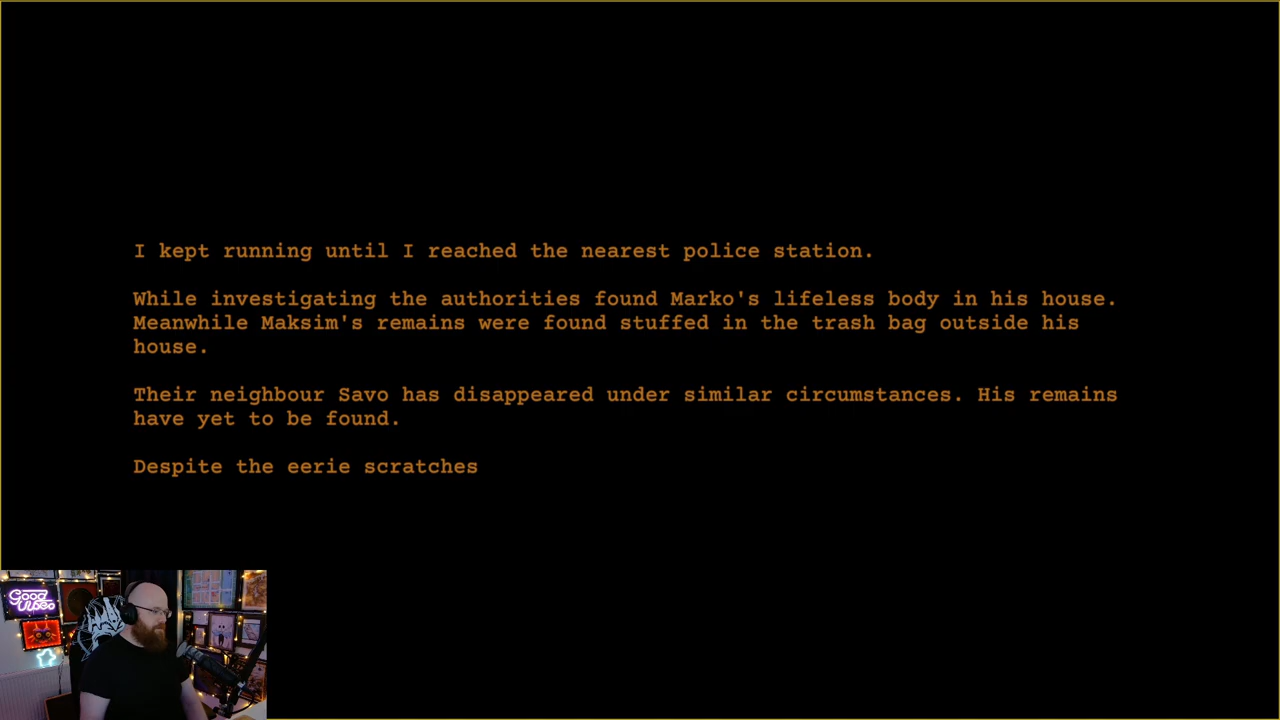 I kept running until I reached the nearest police station.
While investigating the authorities found Marko's lifeless body in his house.
Meanwhile Maksim's remains were found stuffed in the trash bag outside his
house.
Their neighbour Savo has disappeared under similar circumstances. His remains
have yet to be found.
Despite the eerie scratches
Good
Vibes